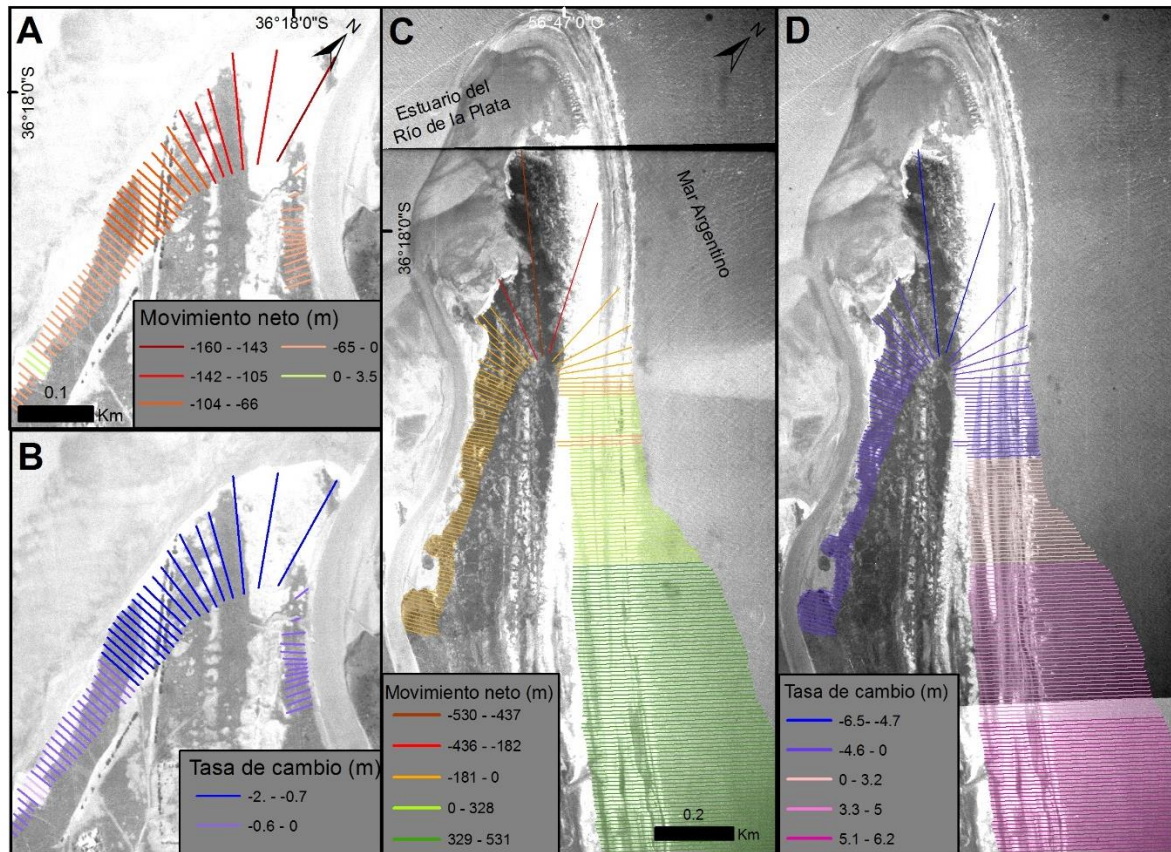 A
36°18'0"S
N
36°18'0"S
Movimiento neto (m)
-160 - -143
-65 - 0
-142 - -105
0 - 3.5
-104 - -66
0.1
Km
B
Tasa de cambio (m)
-2. - -0.7
-0.6 - 0
C
56°47'0"O
N
Estuario del
Río de la Plata
Mar Argentino
36°18'0"S
Movimiento neto (m)
-530 - -437
-436 - -182
-181 - 0
0 - 328
329 - 531
0.2
Km
D
N
Tasa de cambio (m)
-6.5- -4.7
-4.6 - 0
0 - 3.2
3.3 - 5
5.1 - 6.2